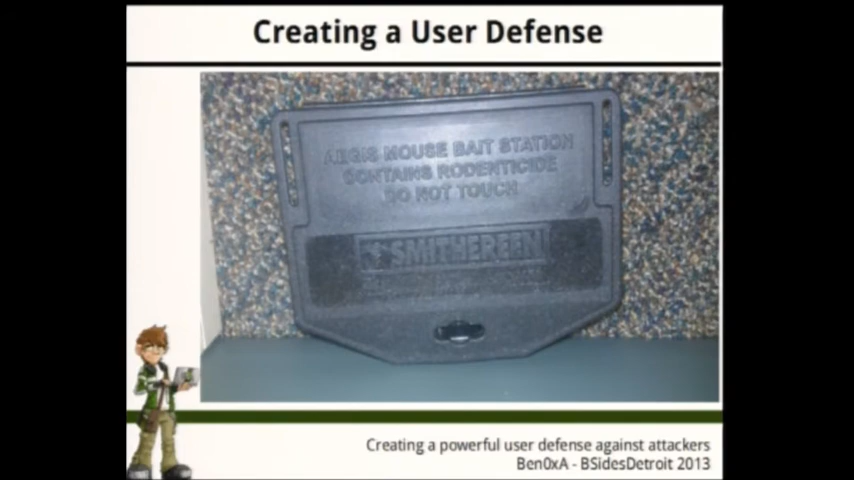 Creating a User Defense
AEGIS MOUSE BAIT STATION
CONTAINS RODENTICIDE
DO NOT TOUCH
SMITHEREEN
Creating a powerful user defense against attackers
Ben0xA - BSidesDetroit 2013